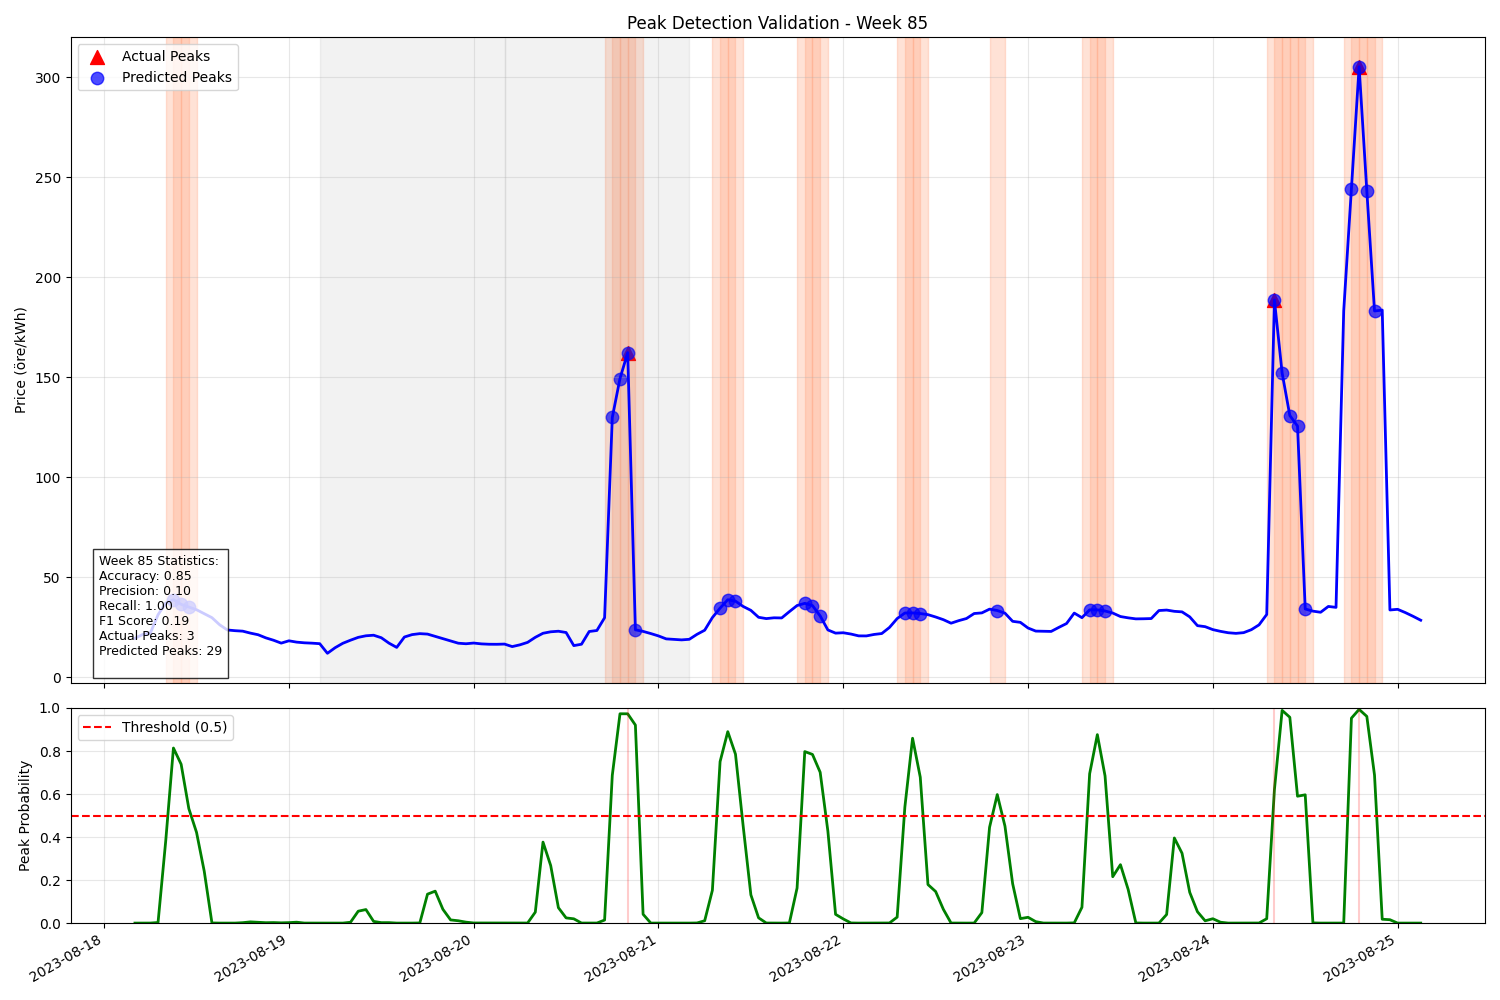 Peak Detection Validation - Week 85
Actual Peaks
Predicted Peaks
300
250
200
150
100
50
0
Price (öre/kWh)
Week 85 Statistics:
Accuracy: 0.85
Precision: 0.10
Recall: 1.00
F1 Score: 0.19
Actual Peaks: 3
Predicted Peaks: 29
Threshold (0.5)
1.0
0.8
0.6
0.4
0.2
0.0
Peak Probability
2023-08-18
2023-08-19
2023-08-20
2023-08-21
2023-08-22
2023-08-23
2023-08-24
2023-08-25